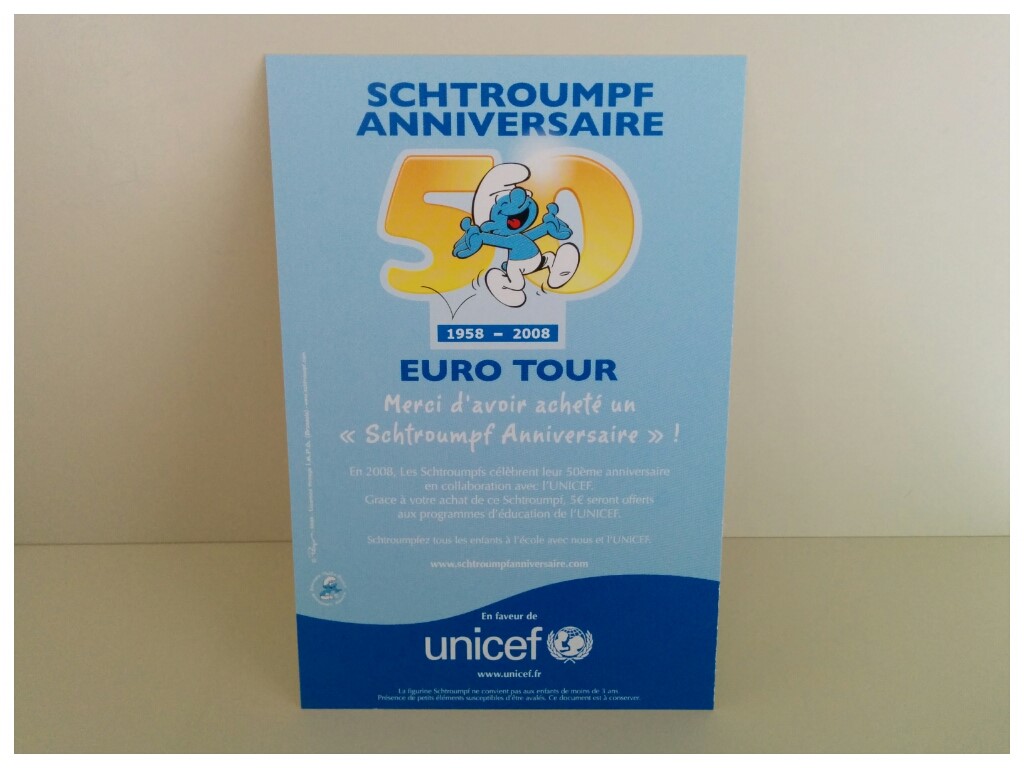 SCHTROUMPF
ANNIVERSAIRE
50
1958 – 2008
EURO TOUR
Merci d'avoir acheté un
« Schtroumpf Anniversaire » !
En 2008, Les Schtroumpfs célèbrent leur 50ème anniversaire
en collaboration avec l'UNICEF.
Grace à votre achat de ce Schtroumpf, 5€ seront offerts
aux programmes d'éducation de l'UNICEF.
Schtroumpfez tous les enfants à l'école avec nous et l'UNICEF.
www.schtroumpfanniversaire.com
En faveur de
unicef
www.unicef.fr
La figurine Schtroumpf ne convient pas aux enfants de moins de 3 ans.
Présence de petits éléments susceptibles d'être avalés. Ce document est à conserver.